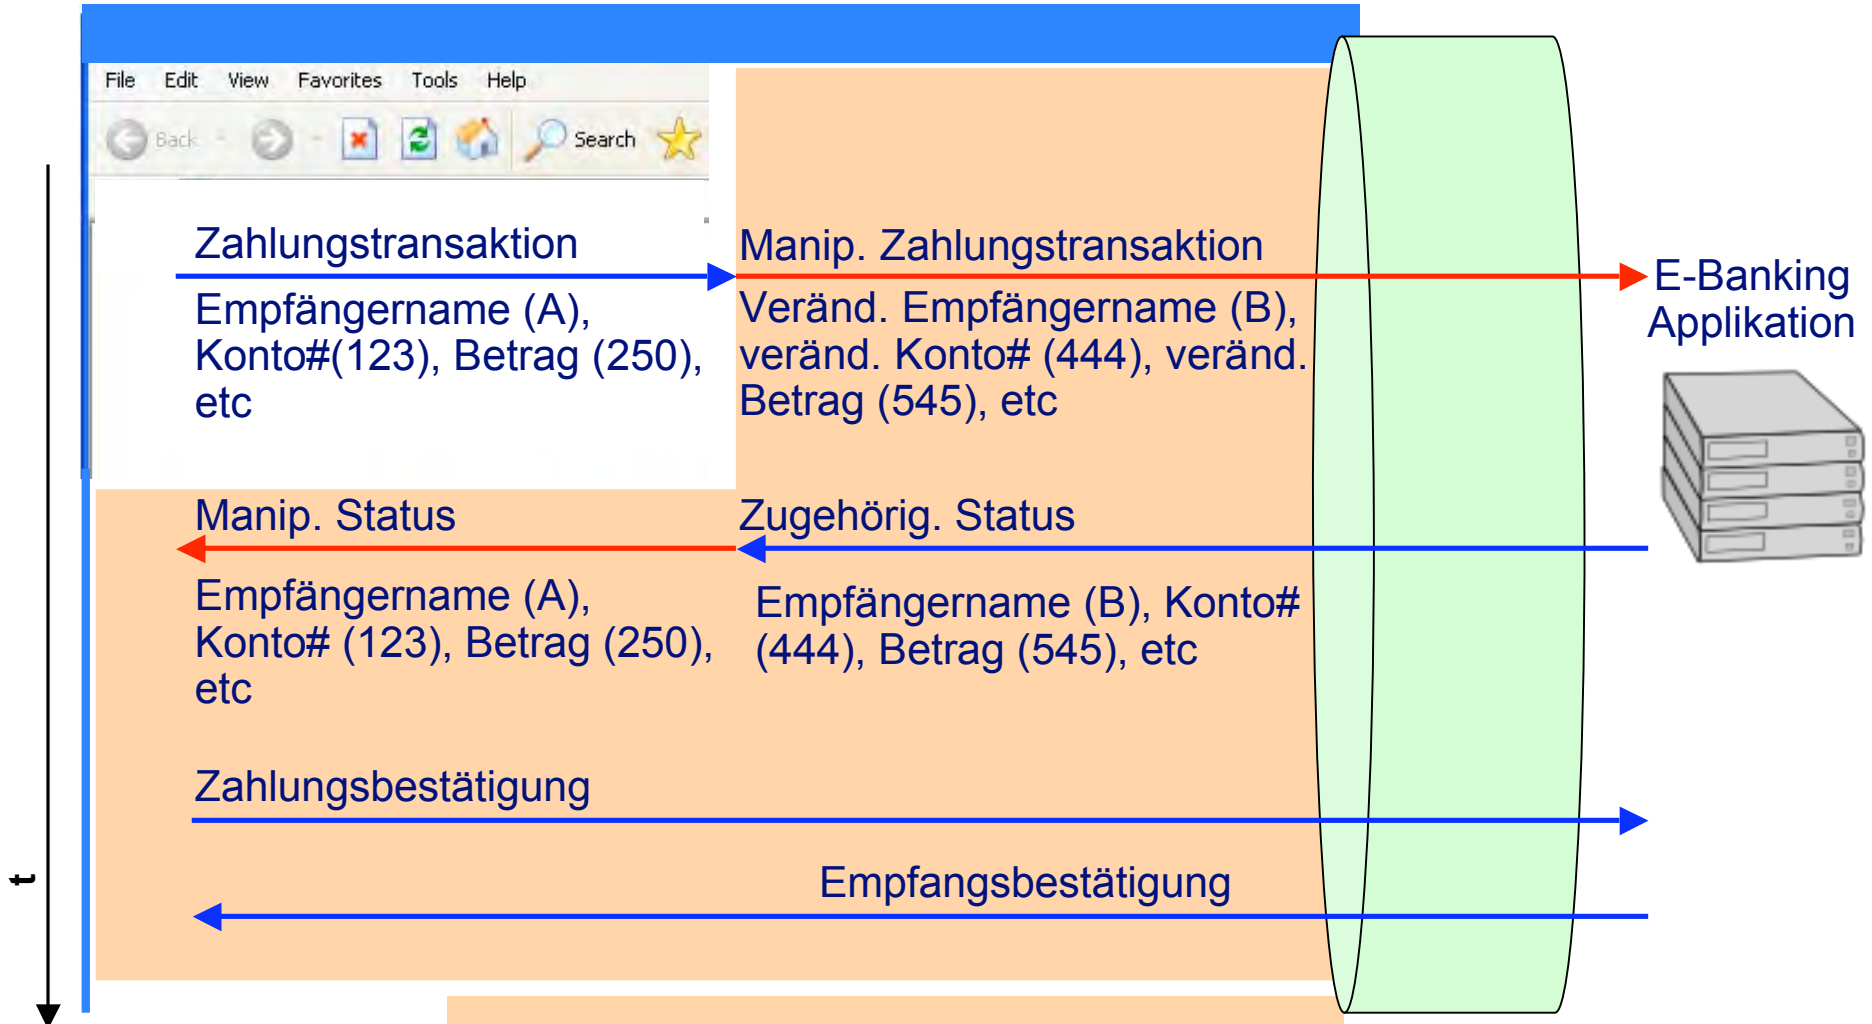 File Edit View Favorites Tools Help
Back Search
Zahlungstransaktion
Empfängername (A),
Konto#(123), Betrag (250),
etc
Manip. Zahlungstransaktion
Veränd. Empfängername (B),
veränd. Konto# (444), veränd.
Betrag (545), etc
E-Banking
Applikation
Manip. Status
Empfängername (A),
Konto# (123), Betrag (250),
etc
Zugehörig. Status
Empfängername (B), Konto#
(444), Betrag (545), etc
Zahlungsbestätigung
Empfangsbestätigung
t